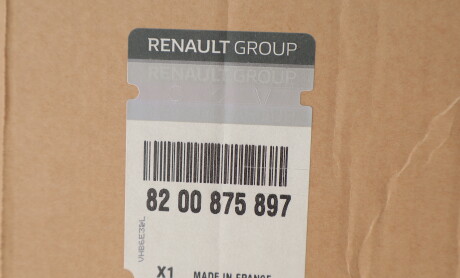 RENAULT GROUP
RENAULT GROUP
82 00 875 897
X1 MADE IN FRANCE